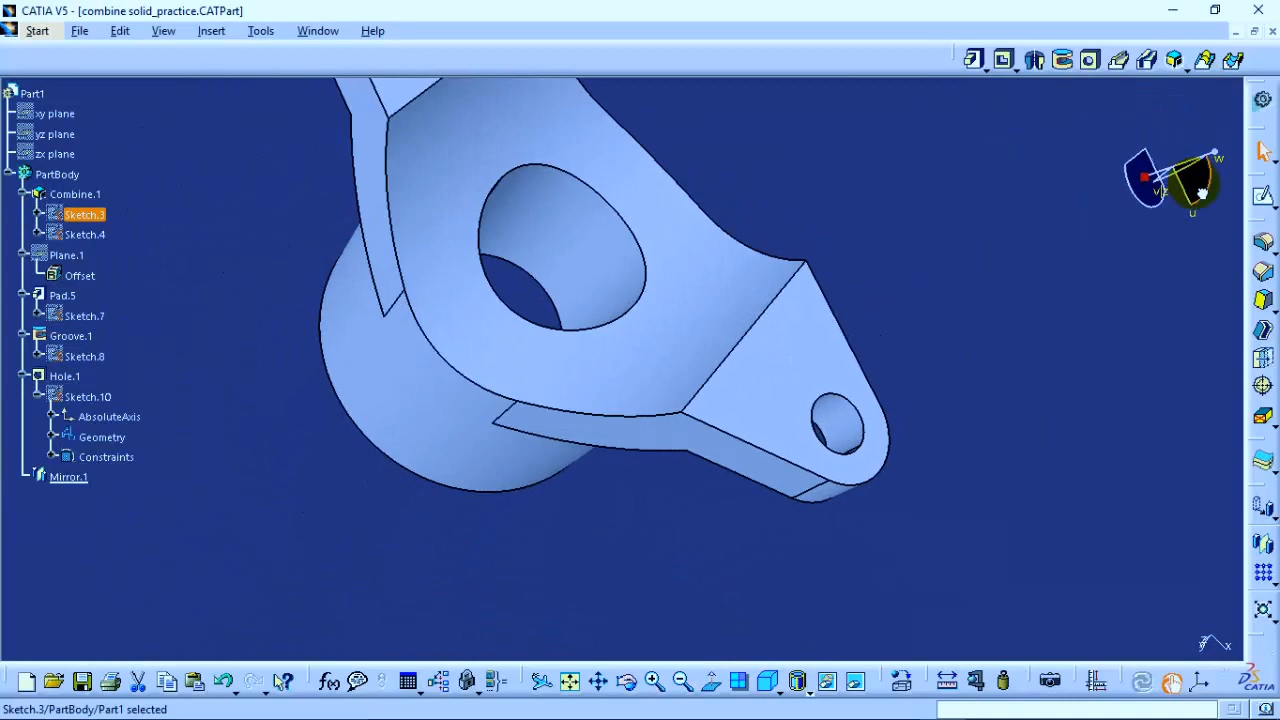 CATIA V5 - [combine solid_practice.CATPart]
Start File Edit View Insert Tools Window Help
Part1
xy plane
yz plane
zx plane
PartBody
Combine.1
Sketch.3
Sketch.4
Plane.1
Offset
Pad.5
Sketch.7
Groove.1
Sketch.8
Hole.1
Sketch.10
AbsoluteAxis
Geometry
Constraints
Mirror.1
w
v
u
z
x
f(x)
CATIA
Sketch.3/PartBody/Part1 selected